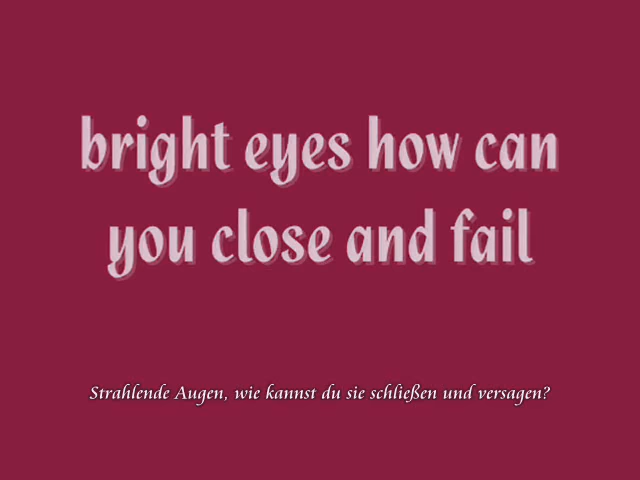 bright eyes how can
you close and fail
Strahlende Augen, wie kannst du sie schließen und versagen?